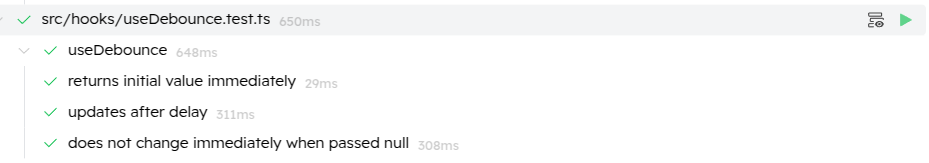 src/hooks/useDebounce.test.ts 650ms
useDebounce 648ms
returns initial value immediately 29ms
updates after delay 311ms
does not change immediately when passed null 308ms